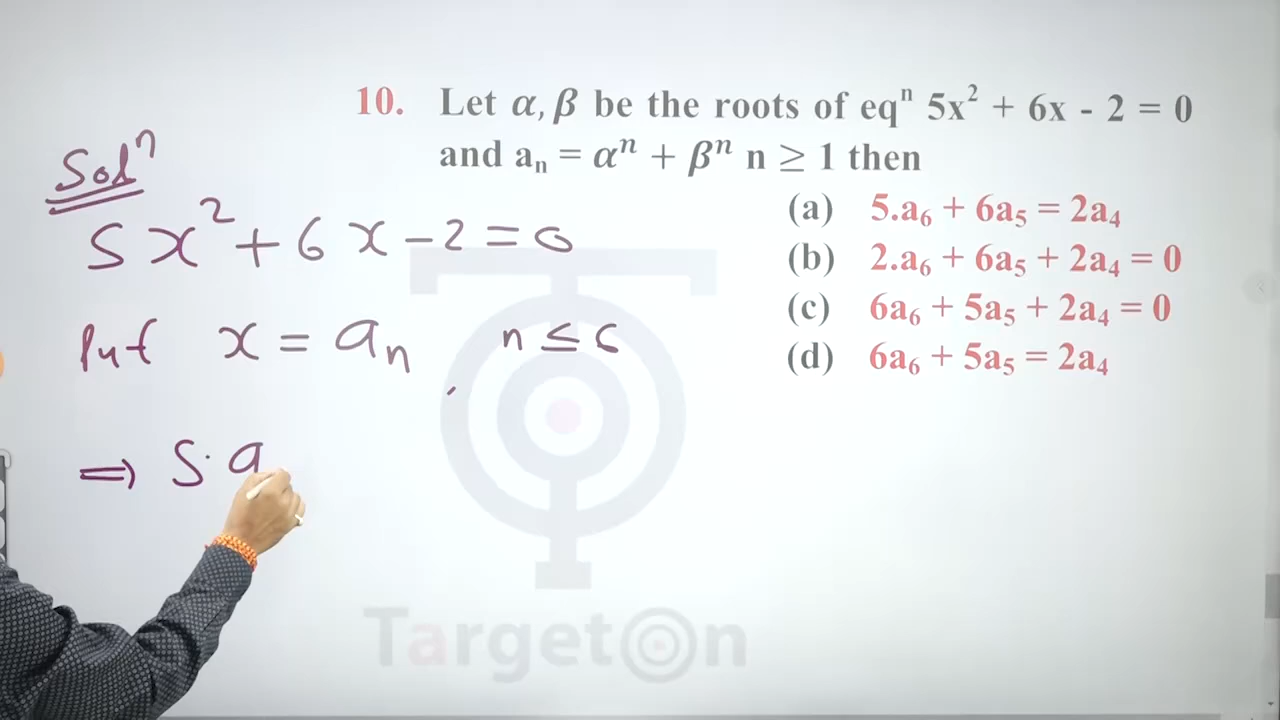 10. Let α, β be the roots of eqⁿ 5x² + 6x - 2 = 0
and aₙ = αⁿ + βⁿ n ≥ 1 then
(a) 5.a₆ + 6a₅ = 2a₄
(b) 2.a₆ + 6a₅ + 2a₄ = 0
(c) 6a₆ + 5a₅ + 2a₄ = 0
(d) 6a₆ + 5a₅ = 2a₄
Solⁿ
5x² + 6x - 2 = 0
Put x = aₙ n ≤ 6
⇒ 5. a
TargetOn